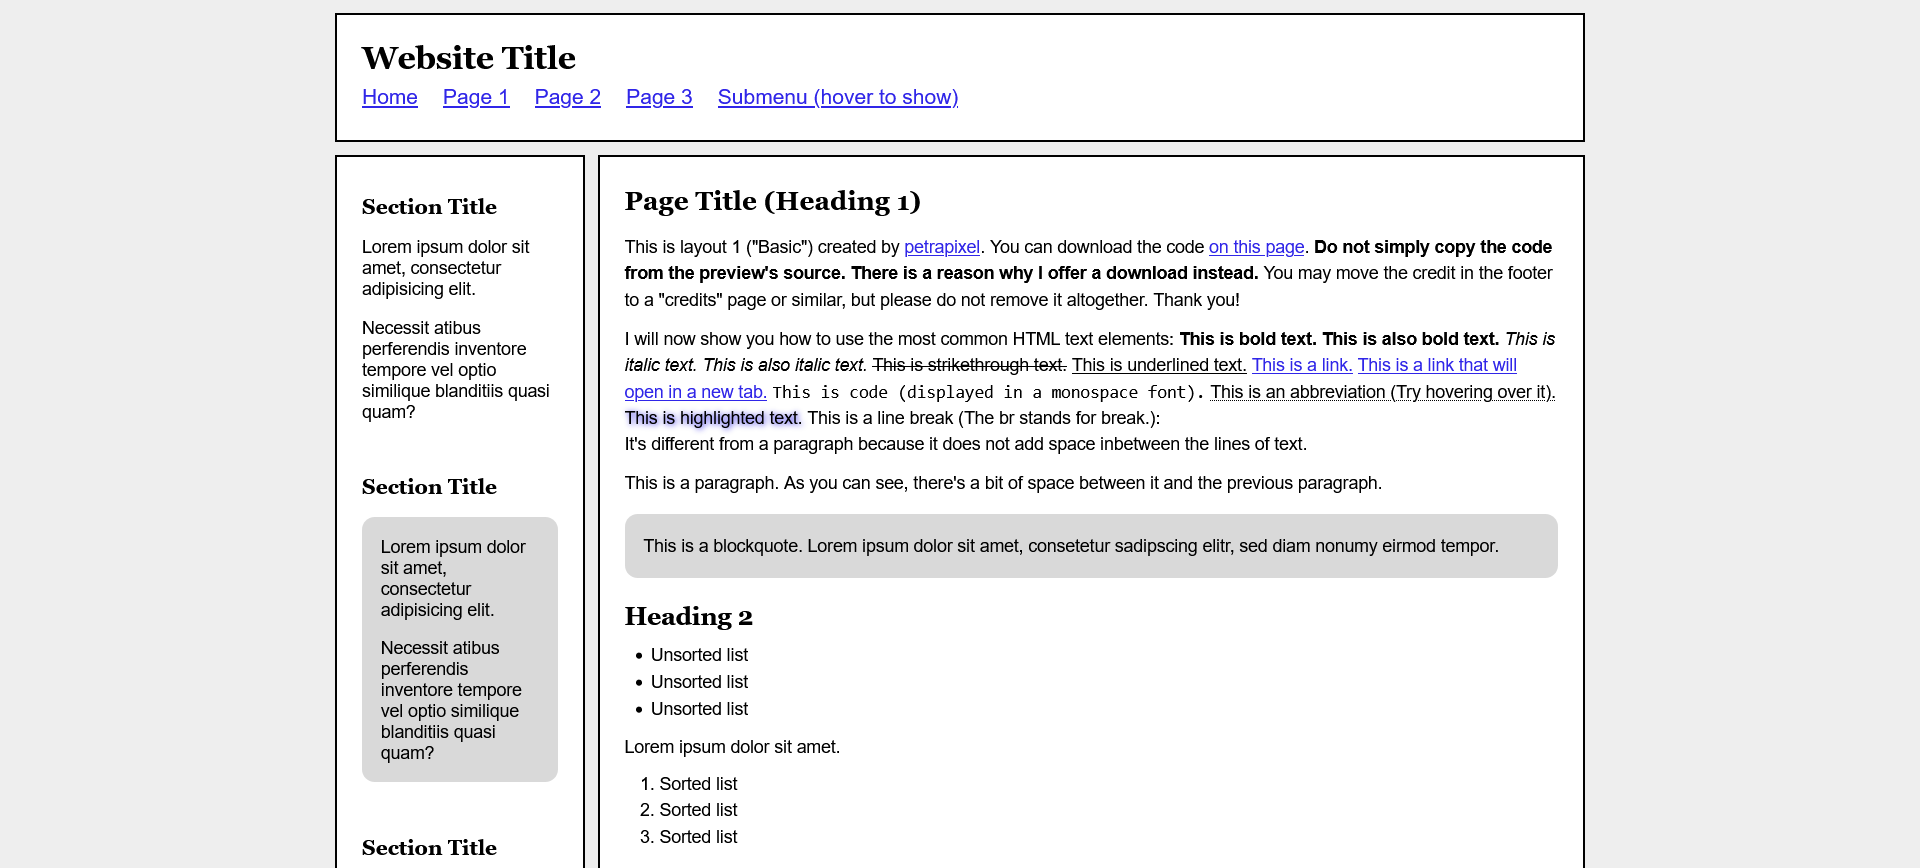 Website Title
Home Page 1 Page 2 Page 3 Submenu (hover to show)
Section Title
Lorem ipsum dolor sit
amet, consectetur
adipisicing elit.
Necessit atibus
perferendis inventore
tempore vel optio
similique blanditiis quasi
quam?
Section Title
Lorem ipsum dolor
sit amet,
consectetur
adipisicing elit.
Necessit atibus
perferendis
inventore tempore
vel optio similique
blanditiis quasi
quam?
Section Title
Page Title (Heading 1)
This is layout 1 ("Basic") created by petrapixel. You can download the code on this page. Do not simply copy the code
from the preview's source. There is a reason why I offer a download instead. You may move the credit in the footer
to a "credits" page or similar, but please do not remove it altogether. Thank you!
I will now show you how to use the most common HTML text elements: This is bold text. This is also bold text. This is
italic text. This is also italic text. This is strikethrough text. This is underlined text. This is a link. This is a link that will
open in a new tab. This is code (displayed in a monospace font). This is an abbreviation (Try hovering over it).
This is highlighted text. This is a line break (The br stands for break.):
It's different from a paragraph because it does not add space inbetween the lines of text.
This is a paragraph. As you can see, there's a bit of space between it and the previous paragraph.
This is a blockquote. Lorem ipsum dolor sit amet, consetetur sadipscing elitr, sed diam nonumy eirmod tempor.
Heading 2
• Unsorted list
• Unsorted list
• Unsorted list
Lorem ipsum dolor sit amet.
1. Sorted list
2. Sorted list
3. Sorted list